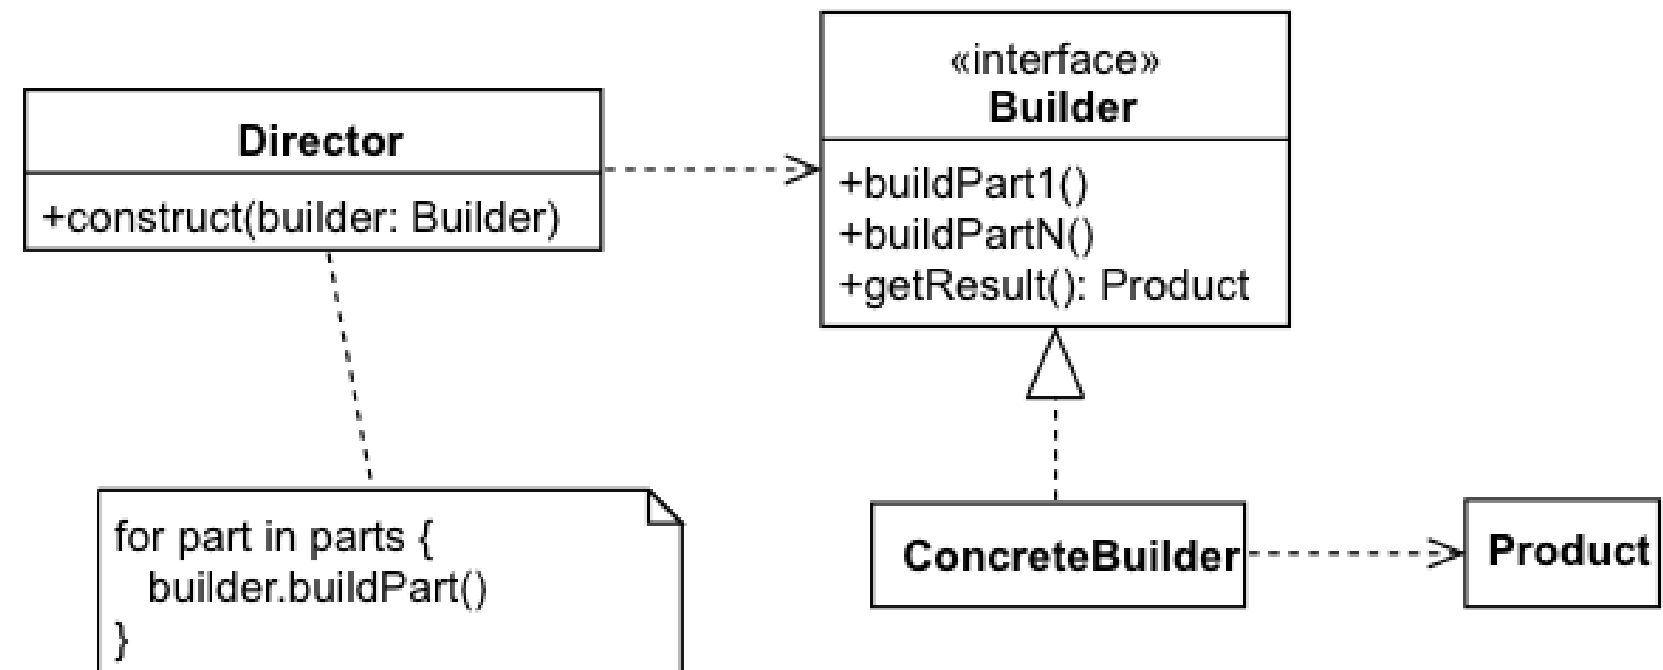 Director
+construct(builder: Builder)
«interface»
Builder
+buildPart1()
+buildPartN()
+getResult(): Product
for part in parts {
builder.buildPart()
}
ConcreteBuilder
Product